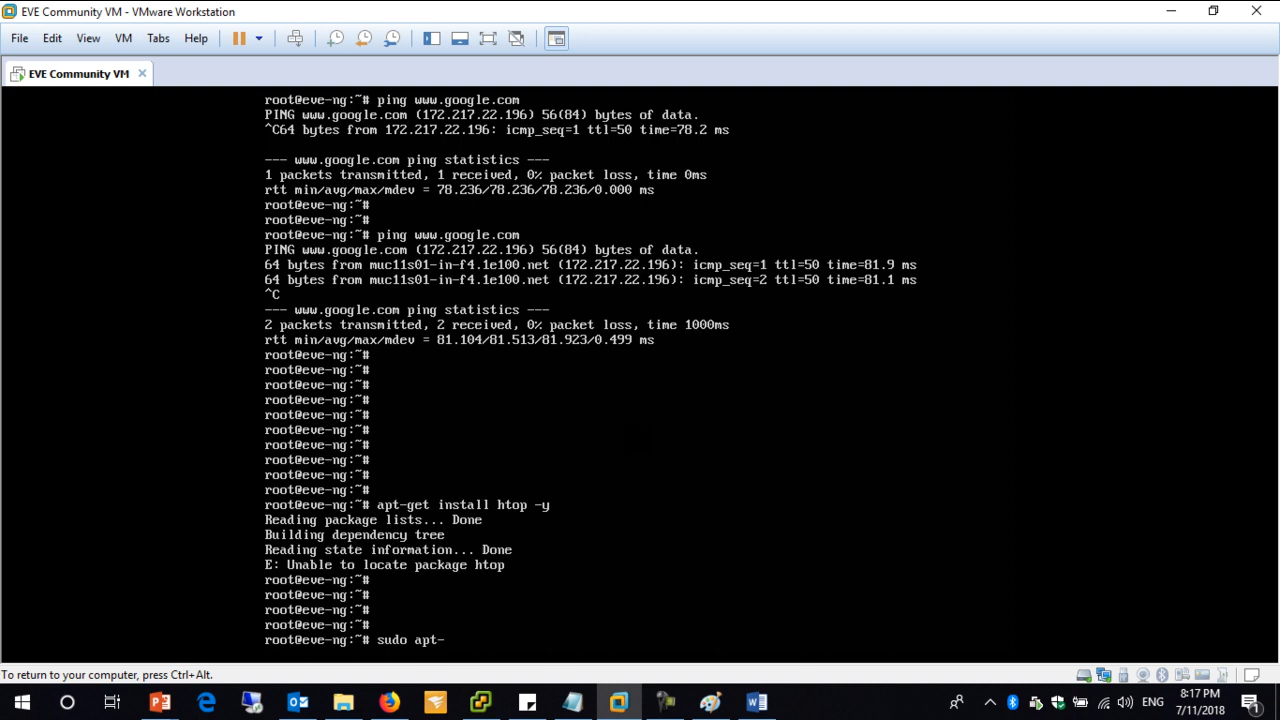 EVE Community VM - VMware Workstation
File Edit View VM Tabs Help
EVE Community VM
root@eve-ng:~# ping www.google.com
PING www.google.com (172.217.22.196) 56(84) bytes of data.
^C64 bytes from 172.217.22.196: icmp_seq=1 ttl=50 time=78.2 ms
--- www.google.com ping statistics ---
1 packets transmitted, 1 received, 0% packet loss, time 0ms
rtt min/avg/max/mdev = 78.236/78.236/78.236/0.000 ms
root@eve-ng:~#
root@eve-ng:~#
root@eve-ng:~# ping www.google.com
PING www.google.com (172.217.22.196) 56(84) bytes of data.
64 bytes from muc11s01-in-f4.1e100.net (172.217.22.196): icmp_seq=1 ttl=50 time=81.9 ms
64 bytes from muc11s01-in-f4.1e100.net (172.217.22.196): icmp_seq=2 ttl=50 time=81.1 ms
^C
--- www.google.com ping statistics ---
2 packets transmitted, 2 received, 0% packet loss, time 1000ms
rtt min/avg/max/mdev = 81.104/81.513/81.923/0.499 ms
root@eve-ng:~#
root@eve-ng:~#
root@eve-ng:~#
root@eve-ng:~#
root@eve-ng:~#
root@eve-ng:~#
root@eve-ng:~#
root@eve-ng:~#
root@eve-ng:~#
root@eve-ng:~#
root@eve-ng:~# apt-get install htop -y
Reading package lists... Done
Building dependency tree
Reading state information... Done
E: Unable to locate package htop
root@eve-ng:~#
root@eve-ng:~#
root@eve-ng:~#
root@eve-ng:~#
root@eve-ng:~# sudo apt-
To return to your computer, press Ctrl+Alt.
ENG
8:17 PM
7/11/2018